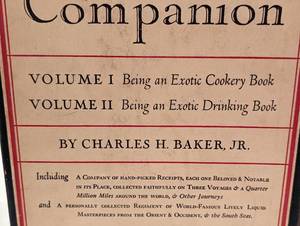 Companion
VOLUME I Being an Exotic Cookery Book
VOLUME II Being an Exotic Drinking Book
BY CHARLES H. BAKER, JR.
Including A COMPANY OF HAND-PICKED RECEIPTS, EACH ONE BELOVED & NOTABLE
IN ITS PLACE, COLLECTED FAITHFULLY ON THREE VOYAGES & a Quarter
Million Miles AROUND THE WORLD, & Other Journeys
and A PERSONALLY COLLECTED REGIMENT OF WORLD-FAMOUS LIVELY LIQUID
MASTERPIECES FROM THE ORIENT & OCCIDENT, & the South Seas.